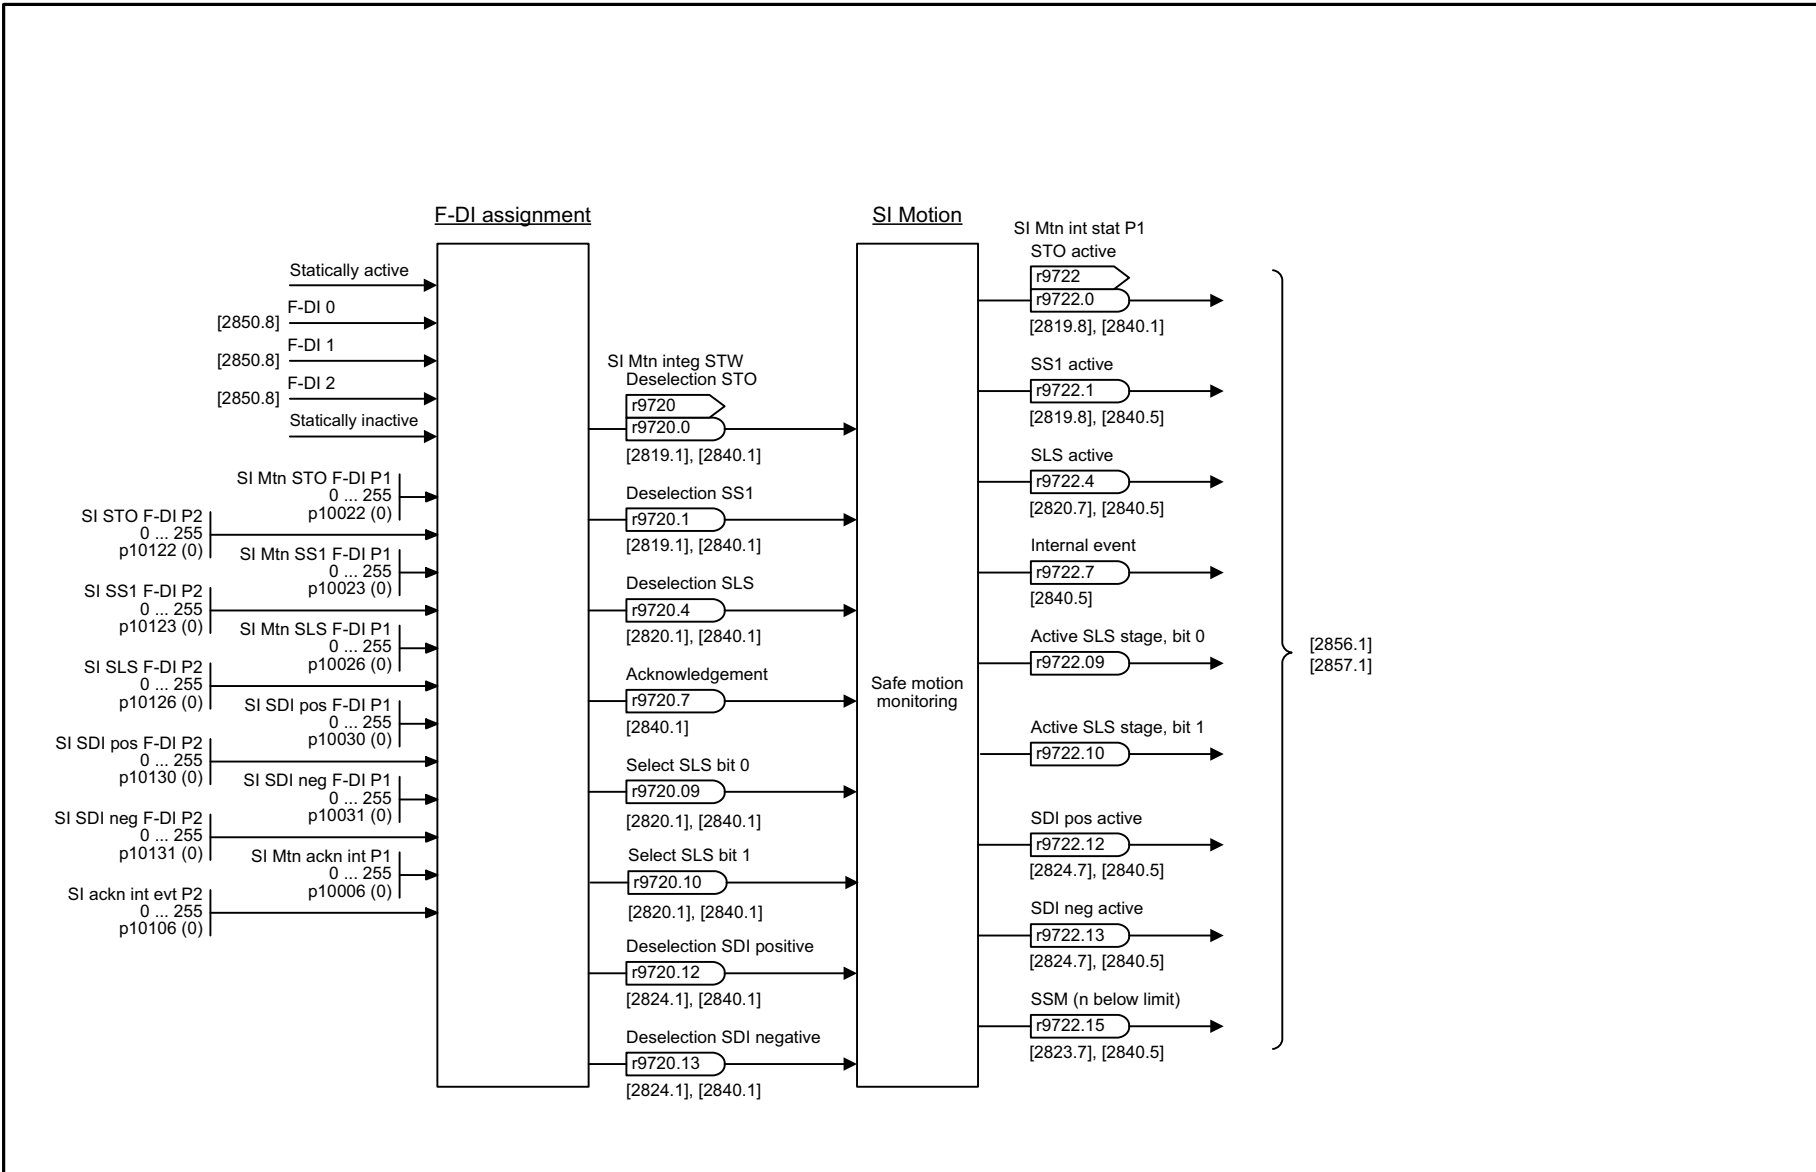 F-DI assignment
Statically active
F-DI 0
[2850.8]
F-DI 1
[2850.8]
F-DI 2
[2850.8]
Statically inactive
SI Mtn STO F-DI P1
0 ... 255
p10022 (0)
SI STO F-DI P2
0 ... 255
p10122 (0)
SI Mtn SS1 F-DI P1
0 ... 255
p10023 (0)
SI SS1 F-DI P2
0 ... 255
p10123 (0)
SI Mtn SLS F-DI P1
0 ... 255
p10026 (0)
SI SLS F-DI P2
0 ... 255
p10126 (0)
SI SDI pos F-DI P1
0 ... 255
p10030 (0)
SI SDI pos F-DI P2
0 ... 255
p10130 (0)
SI SDI neg F-DI P1
0 ... 255
p10031 (0)
SI SDI neg F-DI P2
0 ... 255
p10131 (0)
SI Mtn ackn int P1
0 ... 255
p10006 (0)
SI ackn int evt P2
0 ... 255
p10106 (0)
SI Mtn integ STW
Deselection STO
r9720
r9720.0
[2819.1], [2840.1]
Deselection SS1
r9720.1
[2819.1], [2840.1]
Deselection SLS
r9720.4
[2820.1], [2840.1]
Acknowledgement
r9720.7
[2840.1]
Select SLS bit 0
r9720.09
[2820.1], [2840.1]
Select SLS bit 1
r9720.10
[2820.1], [2840.1]
Deselection SDI positive
r9720.12
[2824.1], [2840.1]
Deselection SDI negative
r9720.13
[2824.1], [2840.1]
SI Motion
Safe motion
monitoring
SI Mtn int stat P1
STO active
r9722
r9722.0
[2819.8], [2840.1]
SS1 active
r9722.1
[2819.8], [2840.5]
SLS active
r9722.4
[2820.7], [2840.5]
Internal event
r9722.7
[2840.5]
Active SLS stage, bit 0
r9722.09
Active SLS stage, bit 1
r9722.10
SDI pos active
r9722.12
[2824.7], [2840.5]
SDI neg active
r9722.13
[2824.7], [2840.5]
SSM (n below limit)
r9722.15
[2823.7], [2840.5]
[2856.1]
[2857.1]